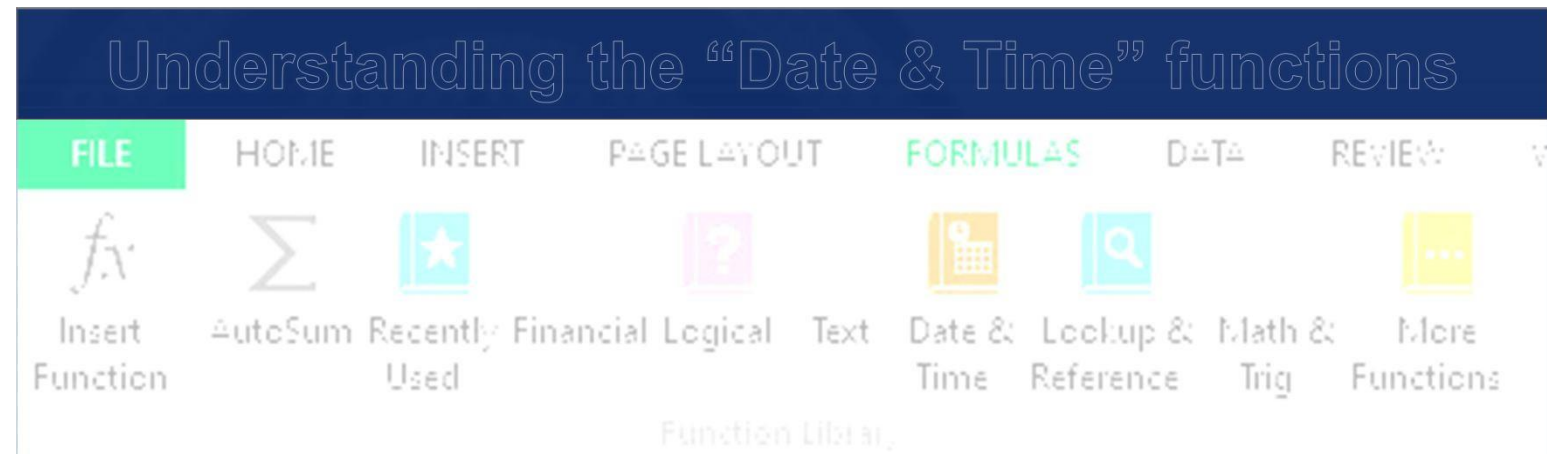 Understanding the “Date & Time” functions
FILE HOME INSERT PAGE LAYOUT FORMULAS DATA REVIEW
Insert AutoSum Recently Financial Logical Text Date & Lookup & Math & More
Function Used Time Reference Trig Functions
Function Library